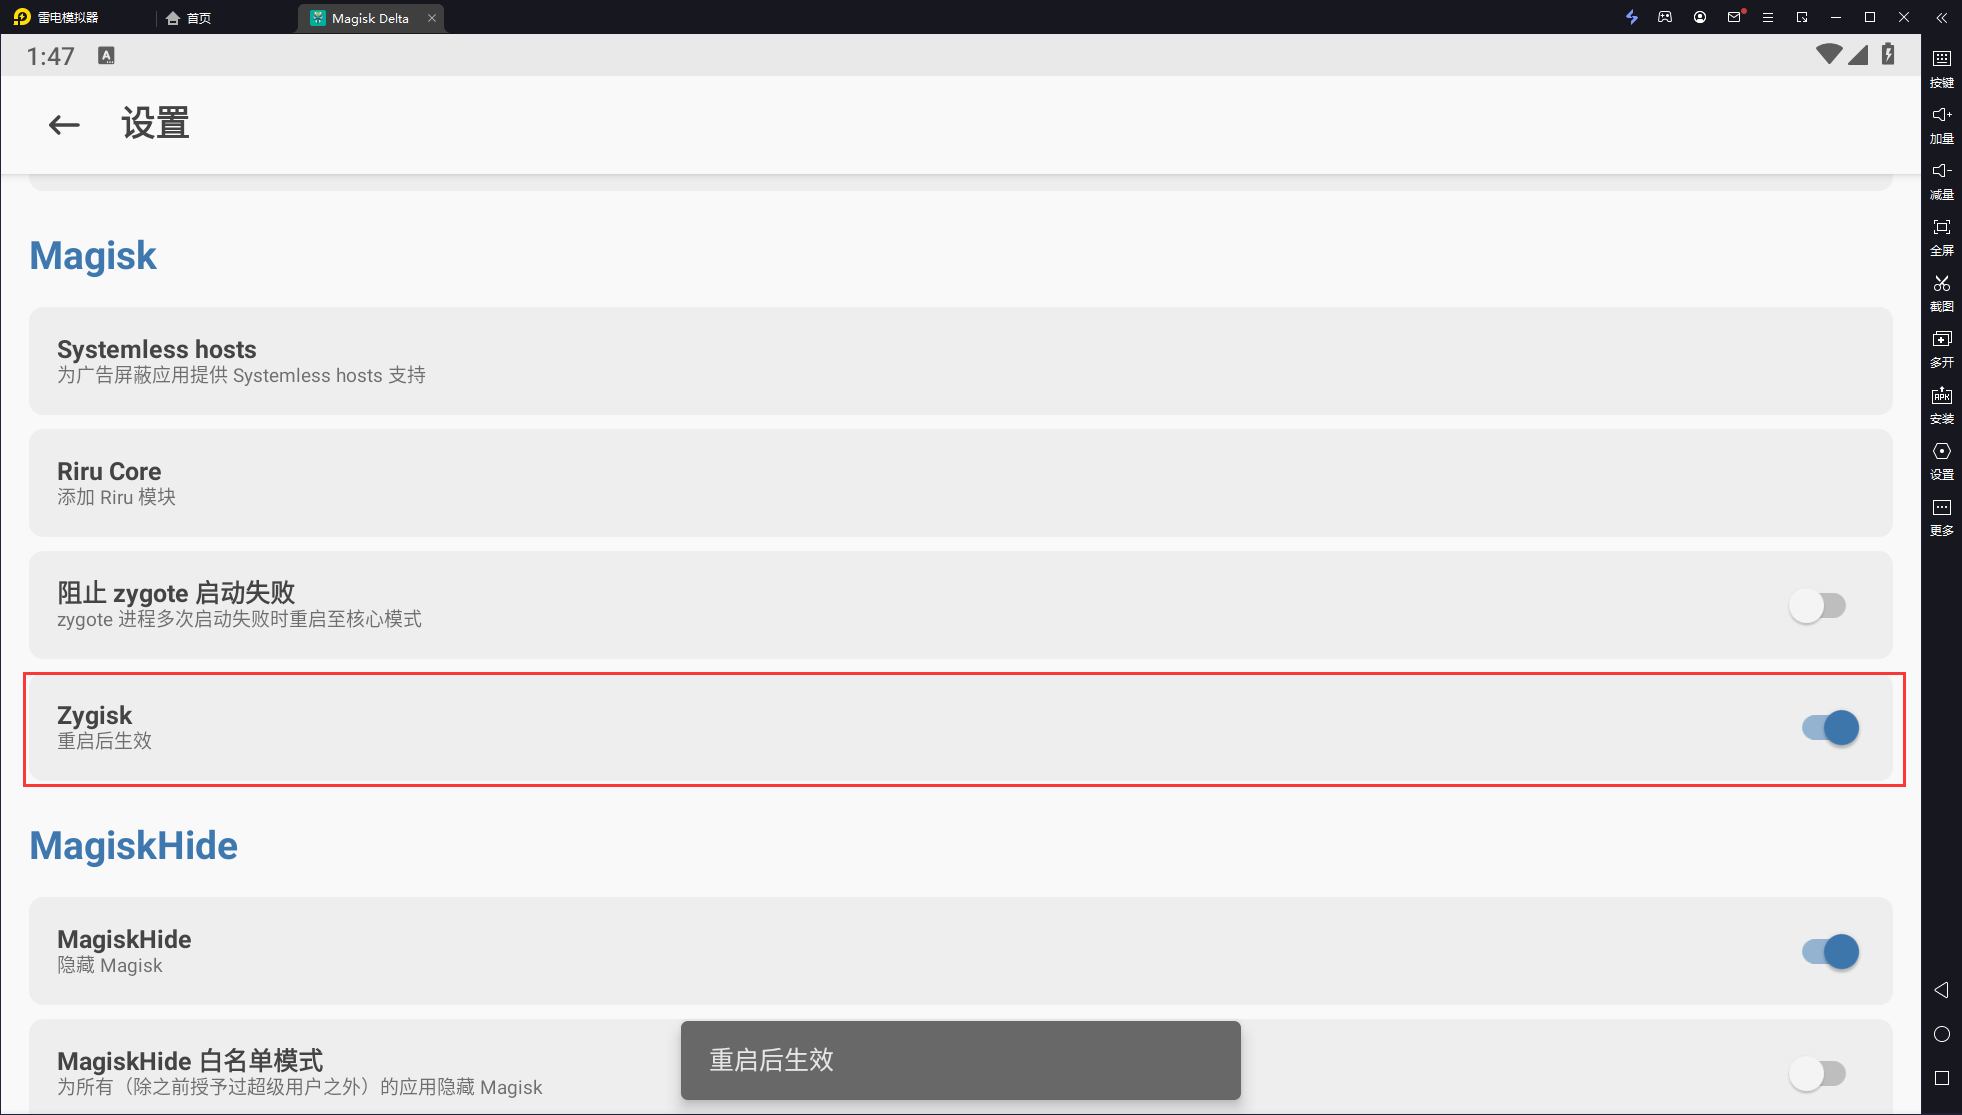 雷电模拟器
首页
Magisk Delta
1:47
A
设置
Magisk
Systemless hosts
为广告屏蔽应用提供 Systemless hosts 支持
Riru Core
添加 Riru 模块
阻止 zygote 启动失败
zygote 进程多次启动失败时重启至核心模式
Zygisk
重启后生效
MagiskHide
MagiskHide
隐藏 Magisk
MagiskHide 白名单模式
为所有（除之前授予过超级用户之外）的应用隐藏 Magisk
重启后生效
按键
加量
减量
全屏
截图
多开
APK
安装
设置
更多